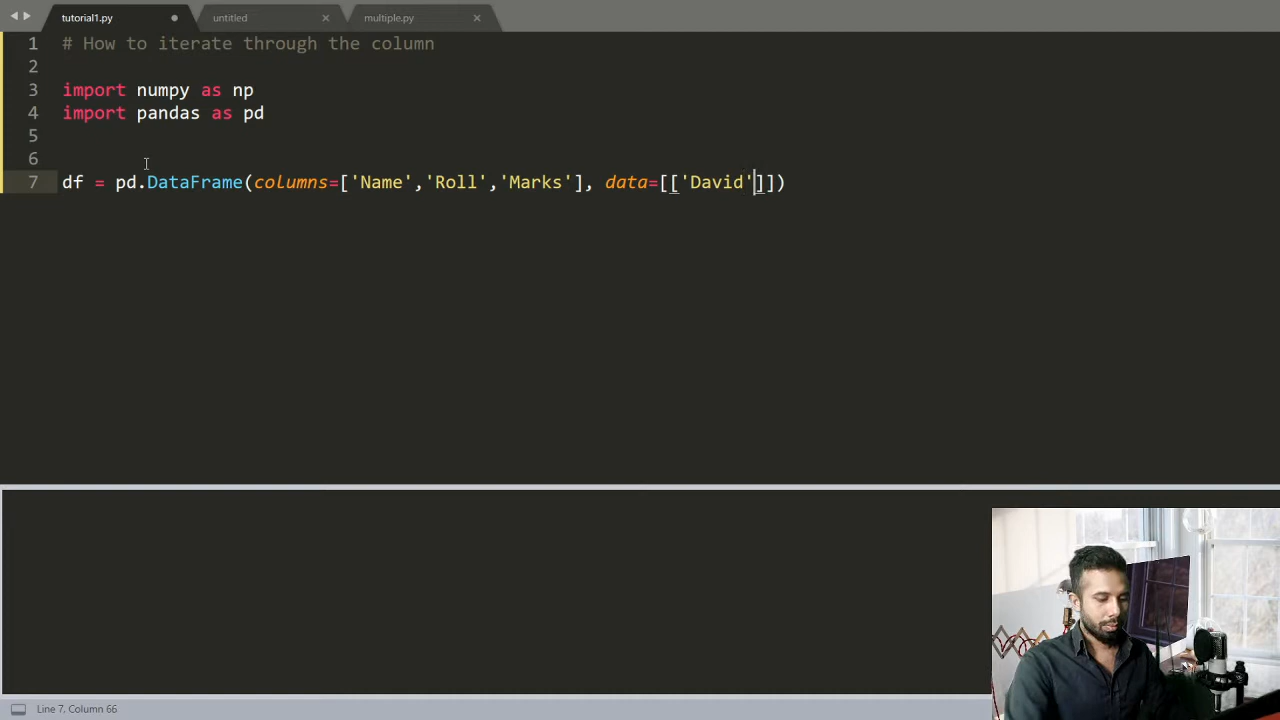 tutorial1.py
untitled
multiple.py
1 # How to iterate through the column
2
3 import numpy as np
4 import pandas as pd
5
6
7 df = pd.DataFrame(columns=['Name','Roll','Marks'], data=[['David']])
Line 7, Column 66